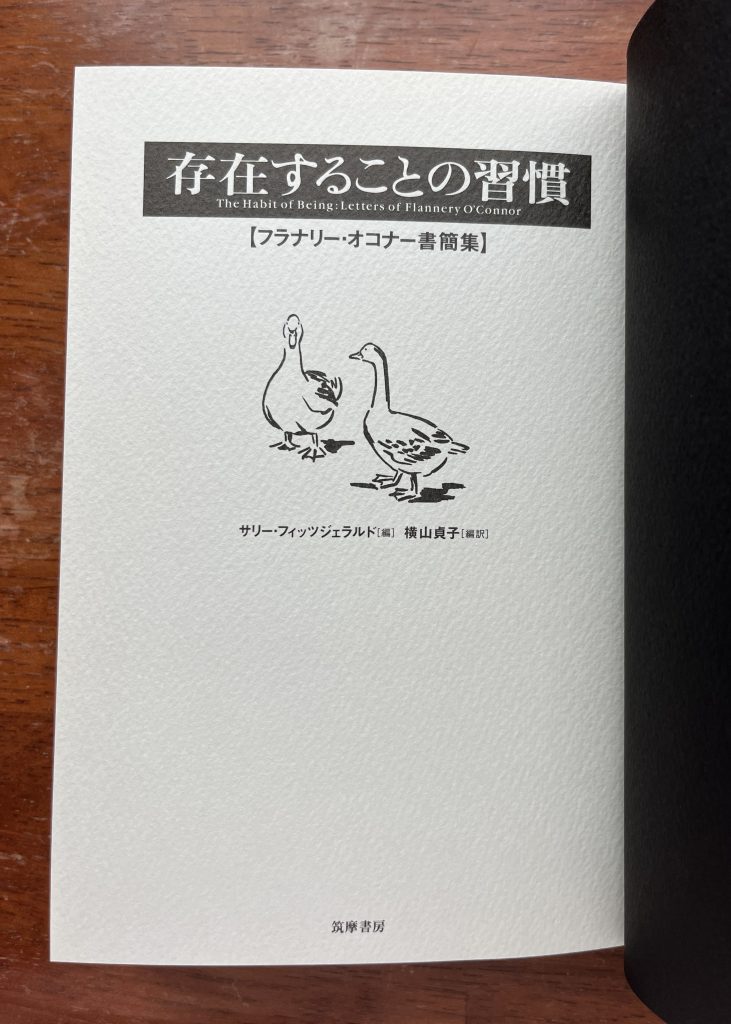 存在することの習慣
The Habit of Being: Letters of Flannery O'Connor
【フラナリー・オコナー書簡集】
サリー・フィッツジェラルド[編] 横山貞子[編訳]
筑摩書房